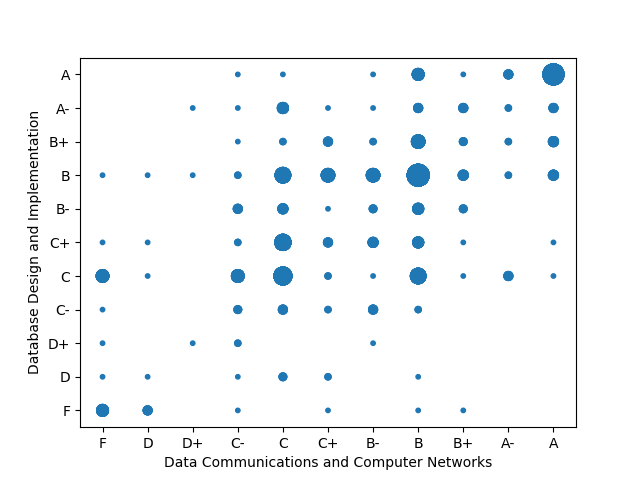 Database Design and Implementation
A
A-
B+
B
B-
C+
C
C-
D+
D
F
F D D+ C- C C+ B- B B+ A- A
Data Communications and Computer Networks